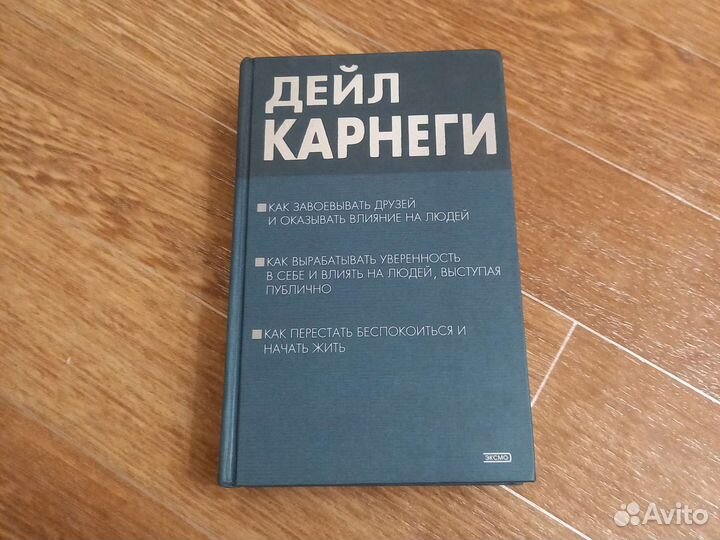 ДЕЙЛ
КАРНЕГИ
КАК ЗАВОЕВЫВАТЬ ДРУЗЕЙ
И ОКАЗЫВАТЬ ВЛИЯНИЕ НА ЛЮДЕЙ
КАК ВЫРАБАТЫВАТЬ УВЕРЕННОСТЬ
В СЕБЕ И ВЛИЯТЬ НА ЛЮДЕЙ, ВЫСТУПАЯ
ПУБЛИЧНО
КАК ПЕРЕСТАТЬ БЕСПОКОИТЬСЯ И
НАЧАТЬ ЖИТЬ
ЭКСМО
Avito